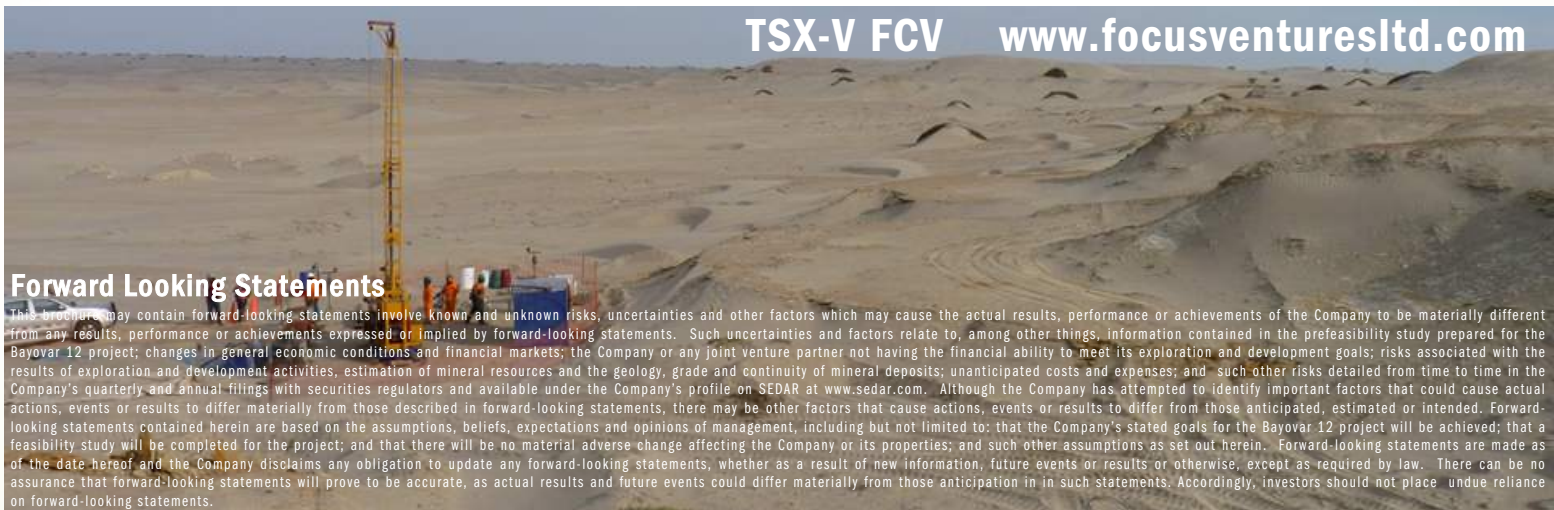 TSX-V FCV www.focusventuresltd.com
Forward Looking Statements
This brochure may contain forward-looking statements involve known and unknown risks, uncertainties and other factors which may cause the actual results, performance or achievements of the Company to be materially different
from any results, performance or achievements expressed or implied by forward-looking statements. Such uncertainties and factors relate to, among other things, information contained in the prefeasibility study prepared for the
Bayovar 12 project; changes in general economic conditions and financial markets; the Company or any joint venture partner not having the financial ability to meet its exploration and development goals; risks associated with the
results of exploration and development activities, estimation of mineral resources and the geology, grade and continuity of mineral deposits; unanticipated costs and expenses; and such other risks detailed from time to time in the
Company's quarterly and annual filings with securities regulators and available under the Company's profile on SEDAR at www.sedar.com. Although the Company has attempted to identify important factors that could cause actual
actions, events or results to differ materially from those described in forward-looking statements, there may be other factors that cause actions, events or results to differ from those anticipated, estimated or intended. Forward-
looking statements contained herein are based on the assumptions, beliefs, expectations and opinions of management, including but not limited to: that the Company's stated goals for the Bayovar 12 project will be achieved; that a
feasibility study will be completed for the project; and that there will be no material adverse change affecting the Company or its properties; and such other assumptions as set out herein. Forward-looking statements are made as
of the date hereof and the Company disclaims any obligation to update any forward-looking statements, whether as a result of new information, future events or results or otherwise, except as required by law. There can be no
assurance that forward-looking statements will prove to be accurate, as actual results and future events could differ materially from those anticipation in in such statements. Accordingly, investors should not place undue reliance
on forward-looking statements.